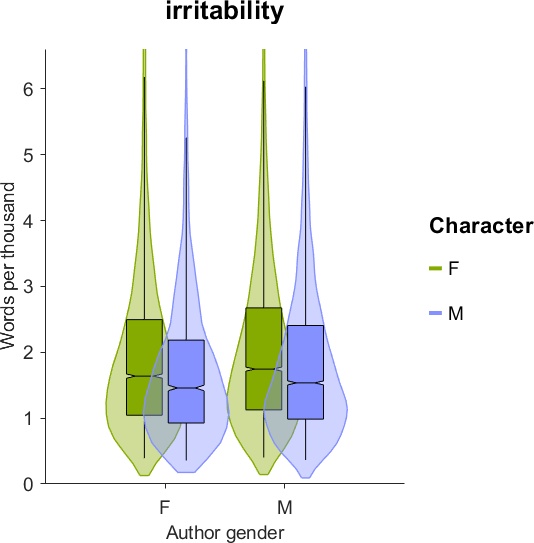 irritability
Words per thousand
6
5
4
3
2
1
0
F
M
Author gender
Character
F
M